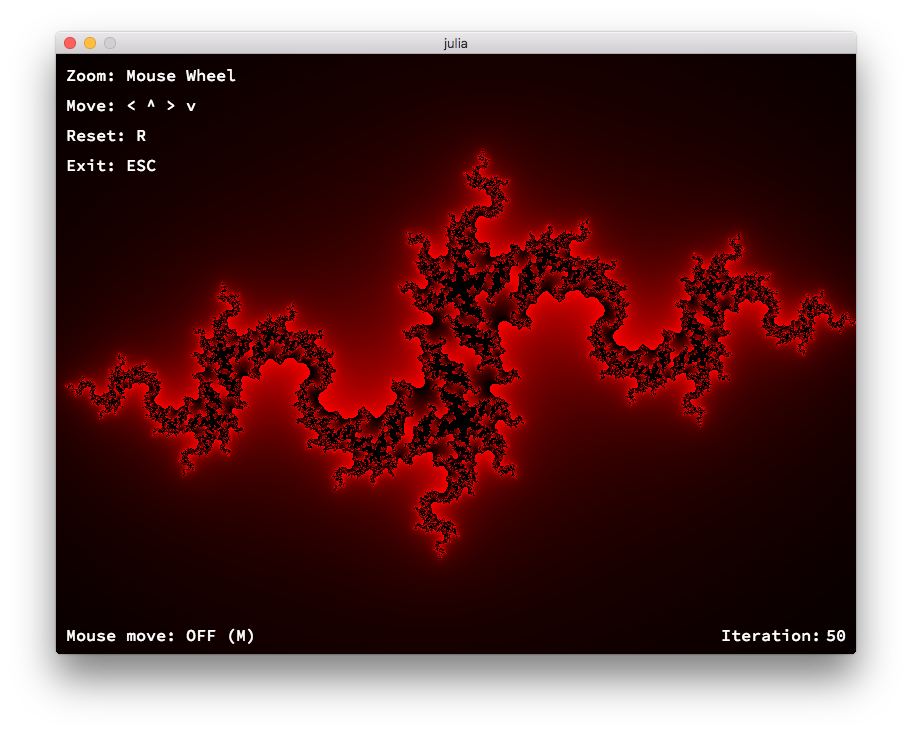 julia
Zoom: Mouse Wheel
Move: < ^ > v
Reset: R
Exit: ESC
Mouse move: OFF (M)
Iteration: 50